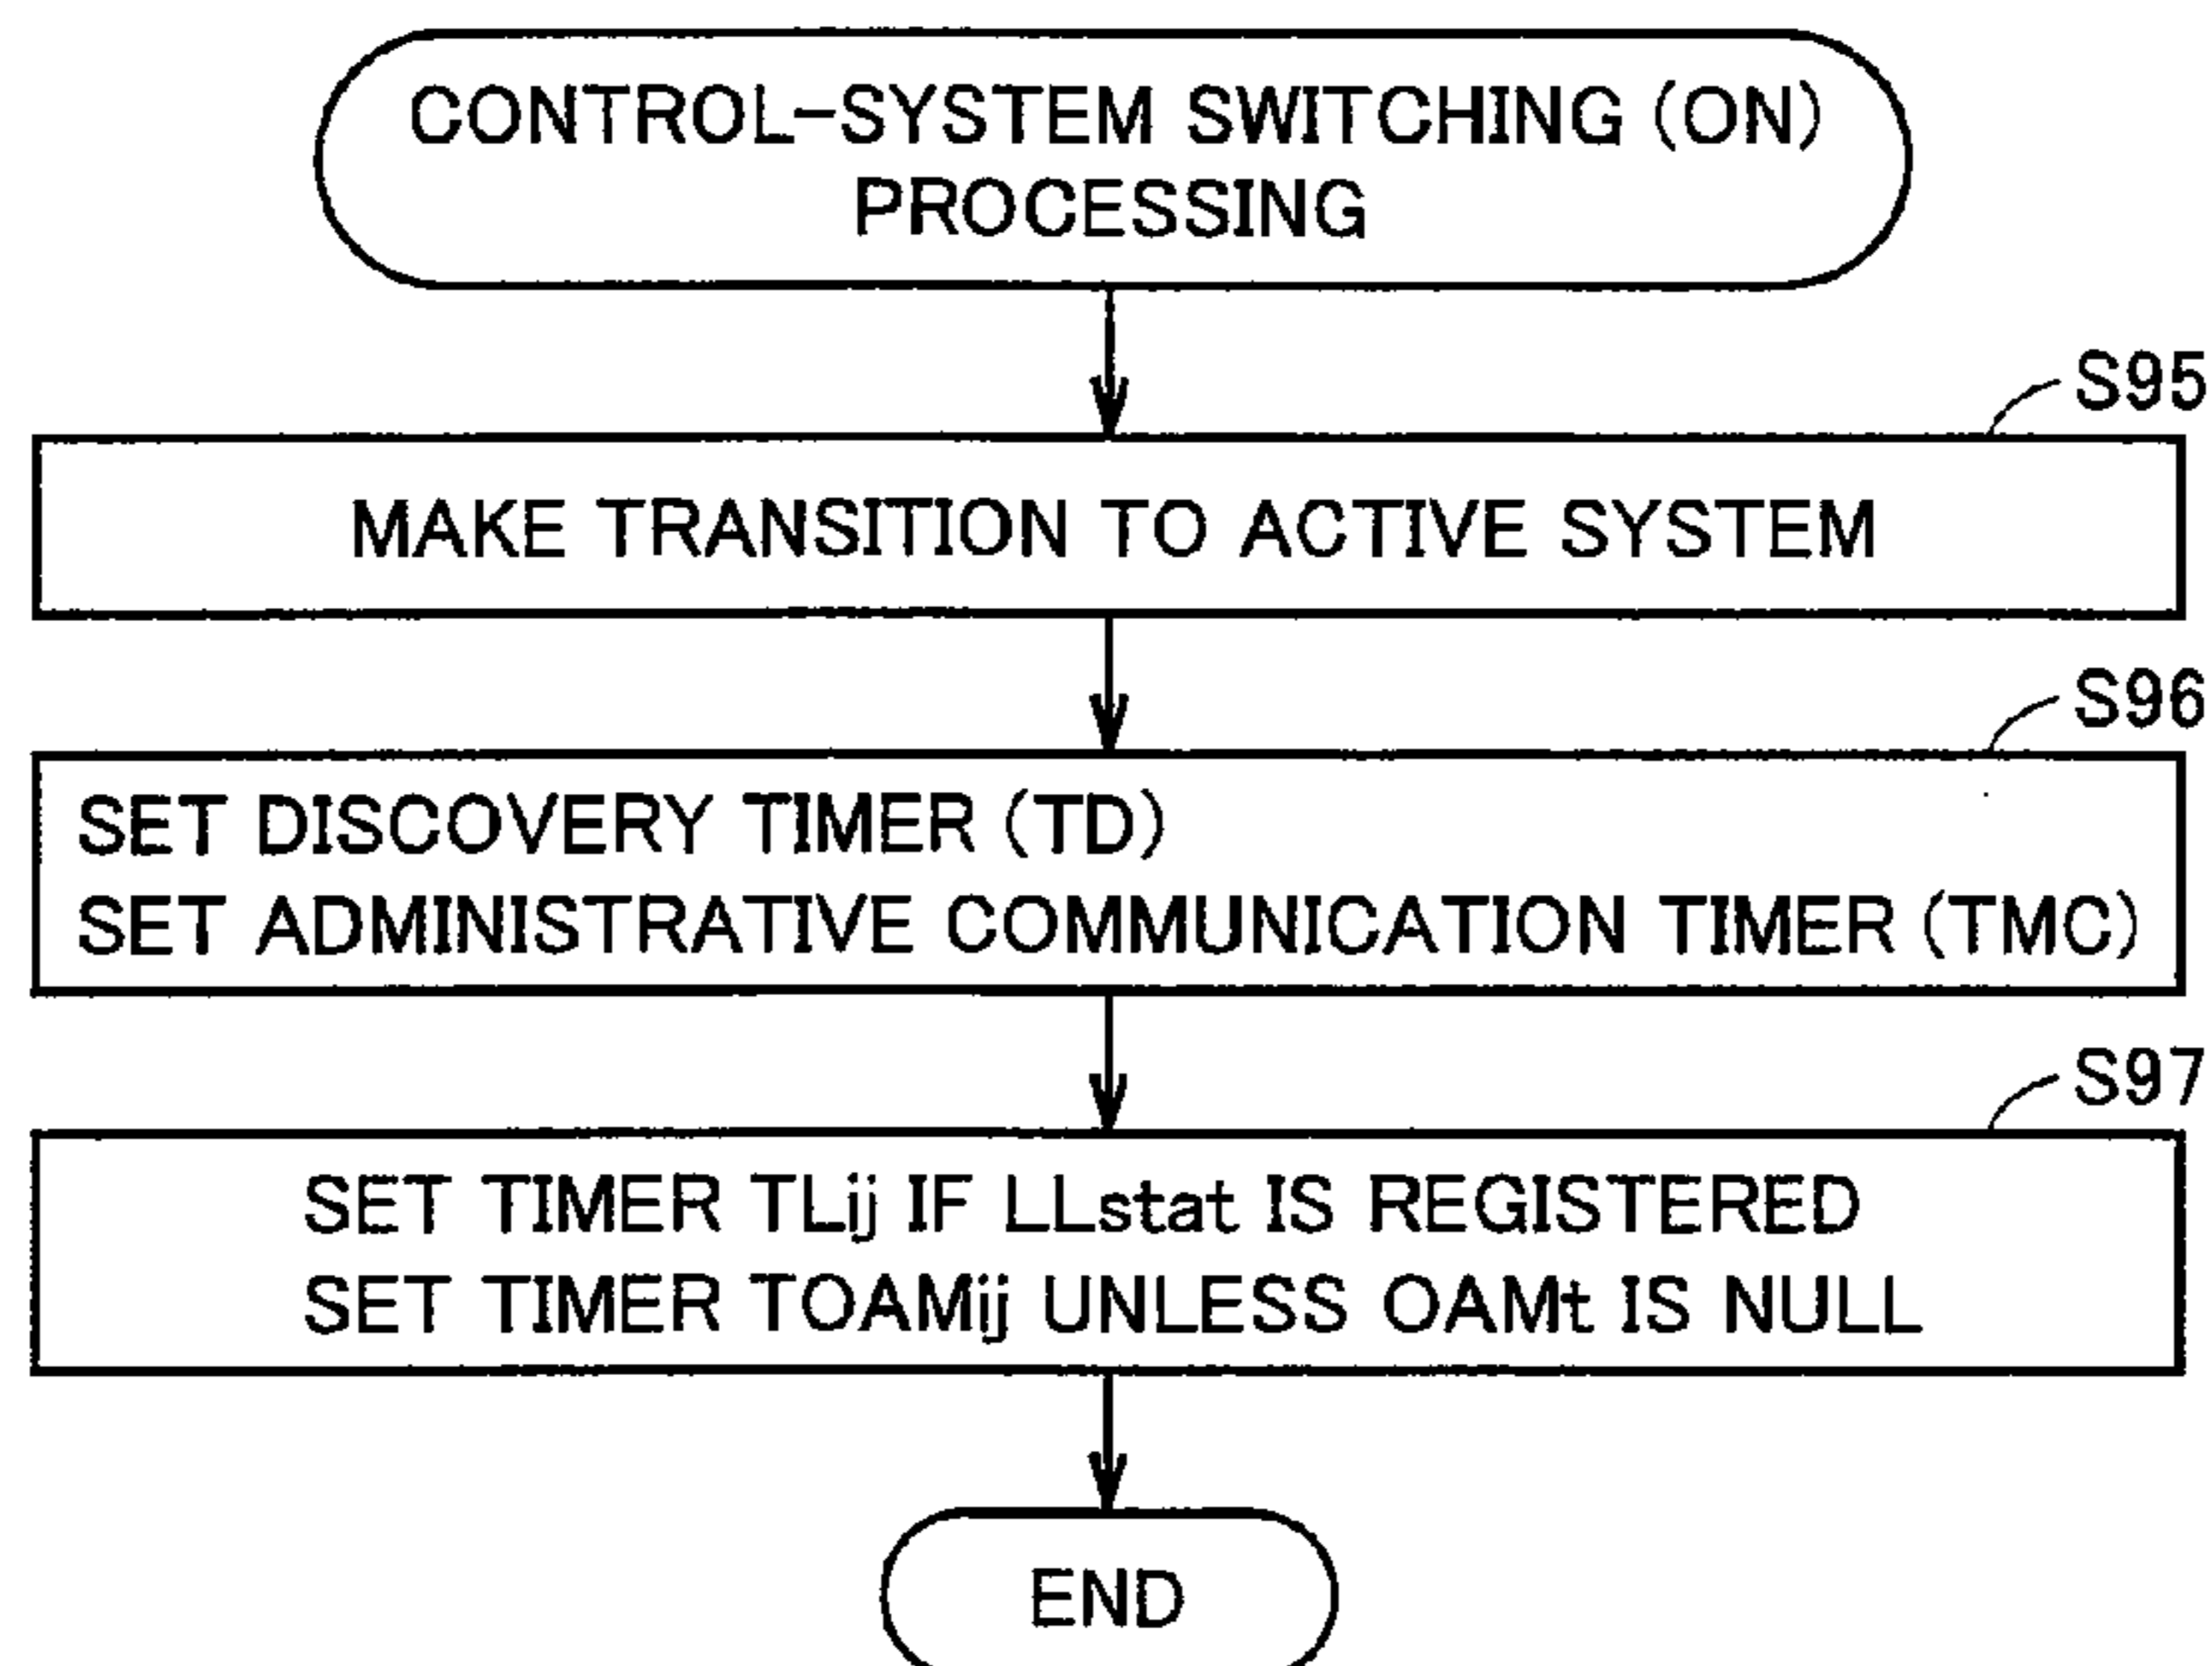 CONTROL-SYSTEM SWITCHING (ON)
PROCESSING
S95
MAKE TRANSITION TO ACTIVE SYSTEM
S96
SET DISCOVERY TIMER (TD)
SET ADMINISTRATIVE COMMUNICATION TIMER (TMC)
S97
SET TIMER TLij IF LLstat IS REGISTERED
SET TIMER TOAMij UNLESS OAMt IS NULL
END